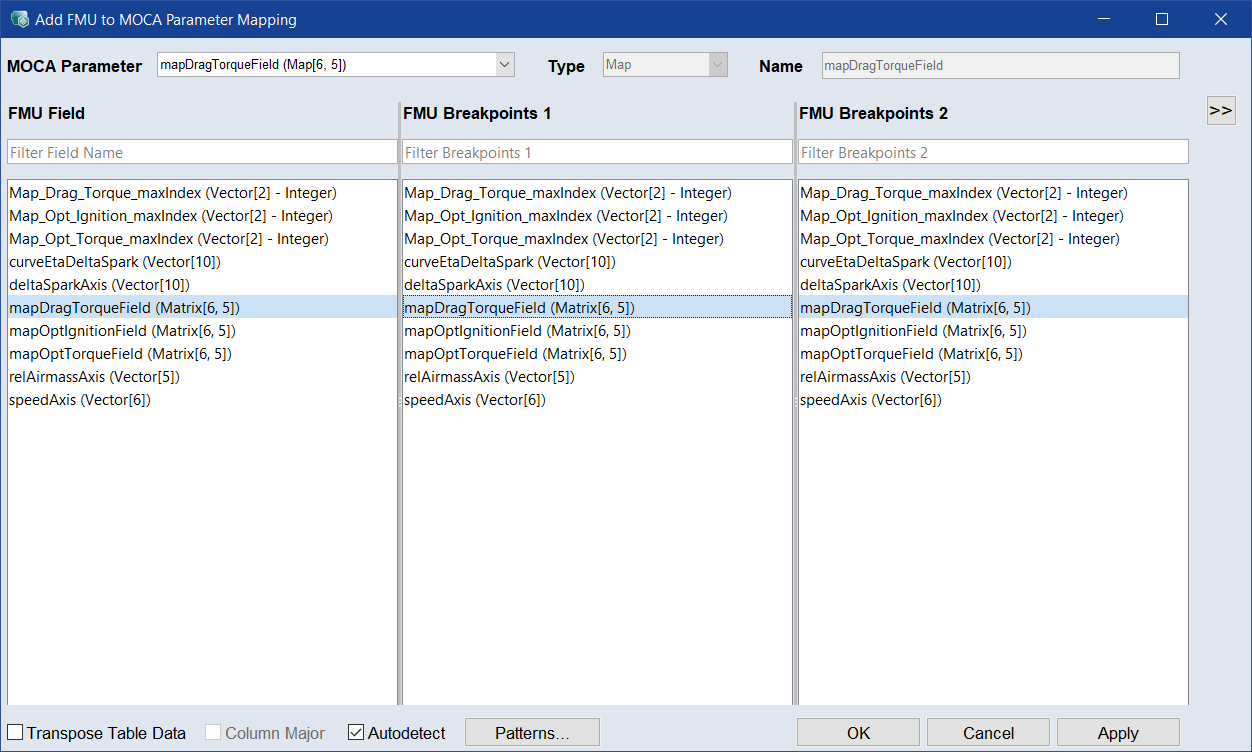 Add FMU to MOCA Parameter Mapping
MOCA Parameter mapDragTorqueField (Map[6, 5]) Type Map Name mapDragTorqueField
FMU Field FMU Breakpoints 1 FMU Breakpoints 2 >>
Filter Field Name Filter Breakpoints 1 Filter Breakpoints 2
Map_Drag_Torque_maxIndex (Vector[2] - Integer) Map_Drag_Torque_maxIndex (Vector[2] - Integer) Map_Drag_Torque_maxIndex (Vector[2] - Integer)
Map_Opt_Ignition_maxIndex (Vector[2] - Integer) Map_Opt_Ignition_maxIndex (Vector[2] - Integer) Map_Opt_Ignition_maxIndex (Vector[2] - Integer)
Map_Opt_Torque_maxIndex (Vector[2] - Integer) Map_Opt_Torque_maxIndex (Vector[2] - Integer) Map_Opt_Torque_maxIndex (Vector[2] - Integer)
curveEtaDeltaSpark (Vector[10]) curveEtaDeltaSpark (Vector[10]) curveEtaDeltaSpark (Vector[10])
deltaSparkAxis (Vector[10]) deltaSparkAxis (Vector[10]) deltaSparkAxis (Vector[10])
mapDragTorqueField (Matrix[6, 5]) mapDragTorqueField (Matrix[6, 5]) mapDragTorqueField (Matrix[6, 5])
mapOptIgnitionField (Matrix[6, 5]) mapOptIgnitionField (Matrix[6, 5]) mapOptIgnitionField (Matrix[6, 5])
mapOptTorqueField (Matrix[6, 5]) mapOptTorqueField (Matrix[6, 5]) mapOptTorqueField (Matrix[6, 5])
relAirmassAxis (Vector[5]) relAirmassAxis (Vector[5]) relAirmassAxis (Vector[5])
speedAxis (Vector[6]) speedAxis (Vector[6]) speedAxis (Vector[6])
Transpose Table Data Column Major Autodetect Patterns... OK Cancel Apply